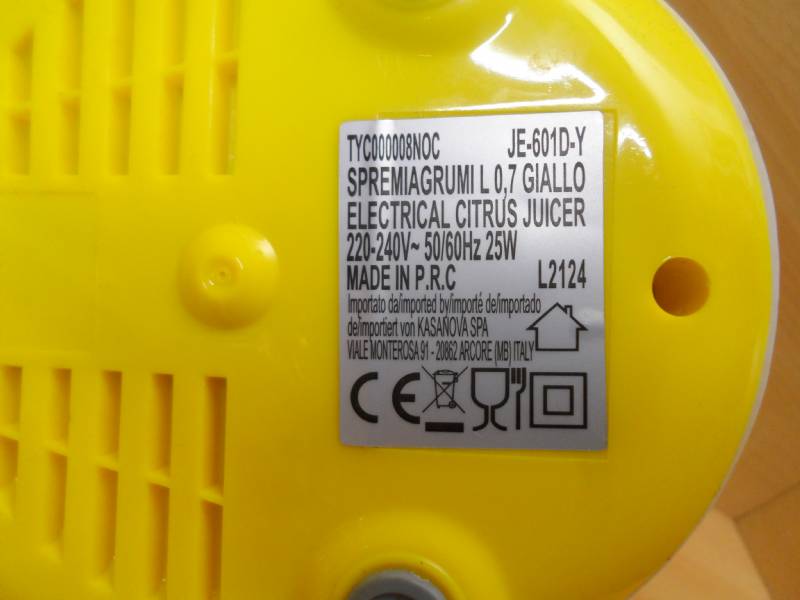 TYC000008NOC JE-601D-Y
SPREMIAGRUMI L 0,7 GIALLO
ELECTRICAL CITRUS JUICER
220-240V~ 50/60Hz 25W
MADE IN P.R.C L2124
Importato da/imported by/importé de/importado
de/importiert von KASANOVA SPA
VIALE MONTEROSA 91 - 20862 ARCORE (MB) ITALY
CE